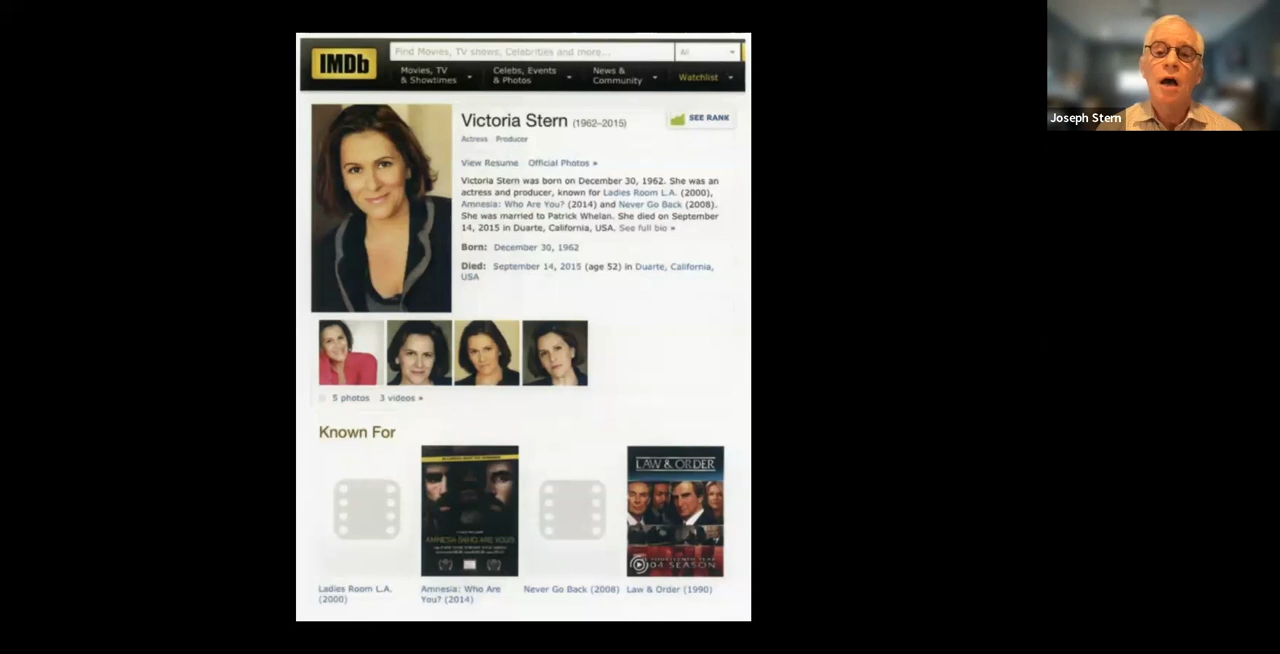 IMDb
Find Movies, TV shows, Celebrities and more...
All
Movies, TV
& Showtimes
Celebs, Events
& Photos
News &
Community
Watchlist
Joseph Stern
Victoria Stern (1962–2015)
SEE RANK
Actress Producer
View Resume Official Photos »
Victoria Stern was born on December 30, 1962. She was an
actress and producer, known for Ladies Room L.A. (2000),
Amnesia: Who Are You? (2014) and Never Go Back (2008).
She was married to Patrick Whelan. She died on September
14, 2015 in Duarte, California, USA. See full bio »
Born: December 30, 1962
Died: September 14, 2015 (age 52) in Duarte, California,
USA
5 photos 3 videos »
Known For
LAW & ORDER
AMNESIA: WHO ARE YOU?
04 SEASON
Ladies Room L.A.
(2000)
Amnesia: Who Are
You? (2014)
Never Go Back (2008)
Law & Order (1990)